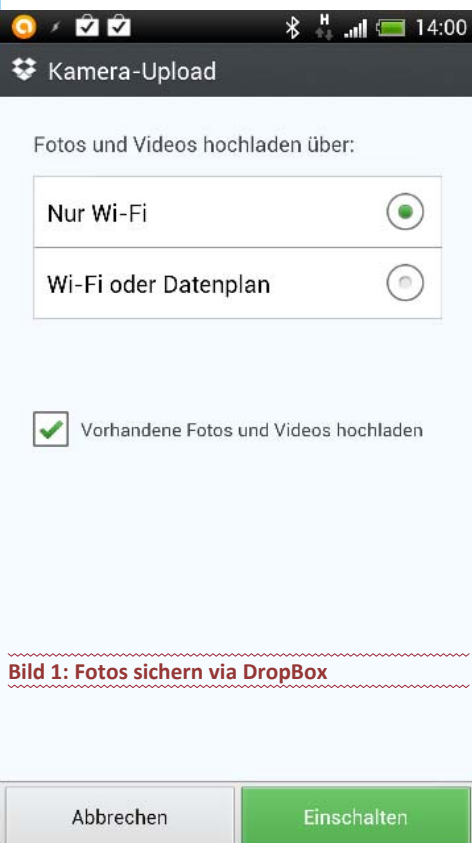 H 14:00
Kamera-Upload
Fotos und Videos hochladen über:
Nur Wi-Fi
Wi-Fi oder Datenplan
Vorhandene Fotos und Videos hochladen
Bild 1: Fotos sichern via DropBox
Abbrechen Einschalten